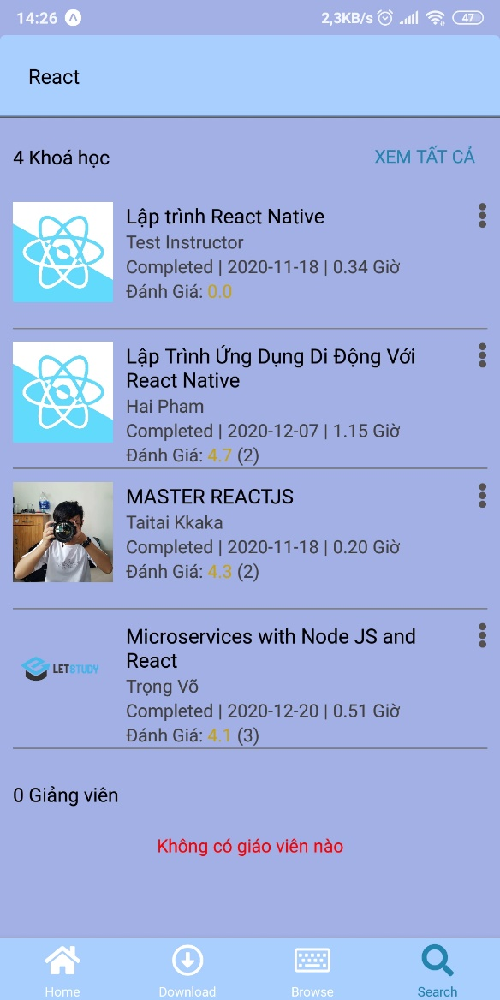 14:26
2,3KB/s
47
React
4 Khoá học
XEM TẤT CẢ
Lập trình React Native
Test Instructor
Completed | 2020-11-18 | 0.34 Giờ
Đánh Giá: 0.0
Lập Trình Ứng Dụng Di Động Với
React Native
Hai Pham
Completed | 2020-12-07 | 1.15 Giờ
Đánh Giá: 4.7 (2)
MASTER REACTJS
Taitai Kkaka
Completed | 2020-11-18 | 0.20 Giờ
Đánh Giá: 4.3 (2)
LETSTUDY
Microservices with Node JS and
React
Trọng Võ
Completed | 2020-12-20 | 0.51 Giờ
Đánh Giá: 4.1 (3)
0 Giảng viên
Không có giáo viên nào
Home
Download
Browse
Search